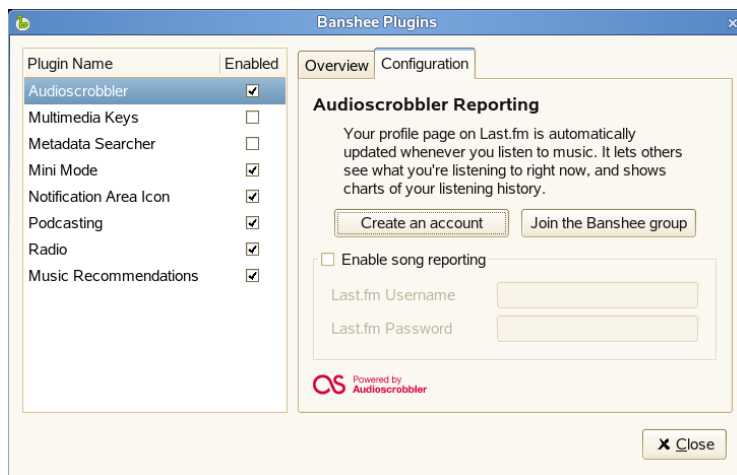 Banshee Plugins
Plugin Name Enabled
Audioscrobbler
Multimedia Keys
Metadata Searcher
Mini Mode
Notification Area Icon
Podcasting
Radio
Music Recommendations
Overview Configuration
Audioscrobbler Reporting
Your profile page on Last.fm is automatically
updated whenever you listen to music. It lets others
see what you're listening to right now, and shows
charts of your listening history.
Create an account Join the Banshee group
Enable song reporting
Last.fm Username
Last.fm Password
as Powered by
Audioscrobbler
Close